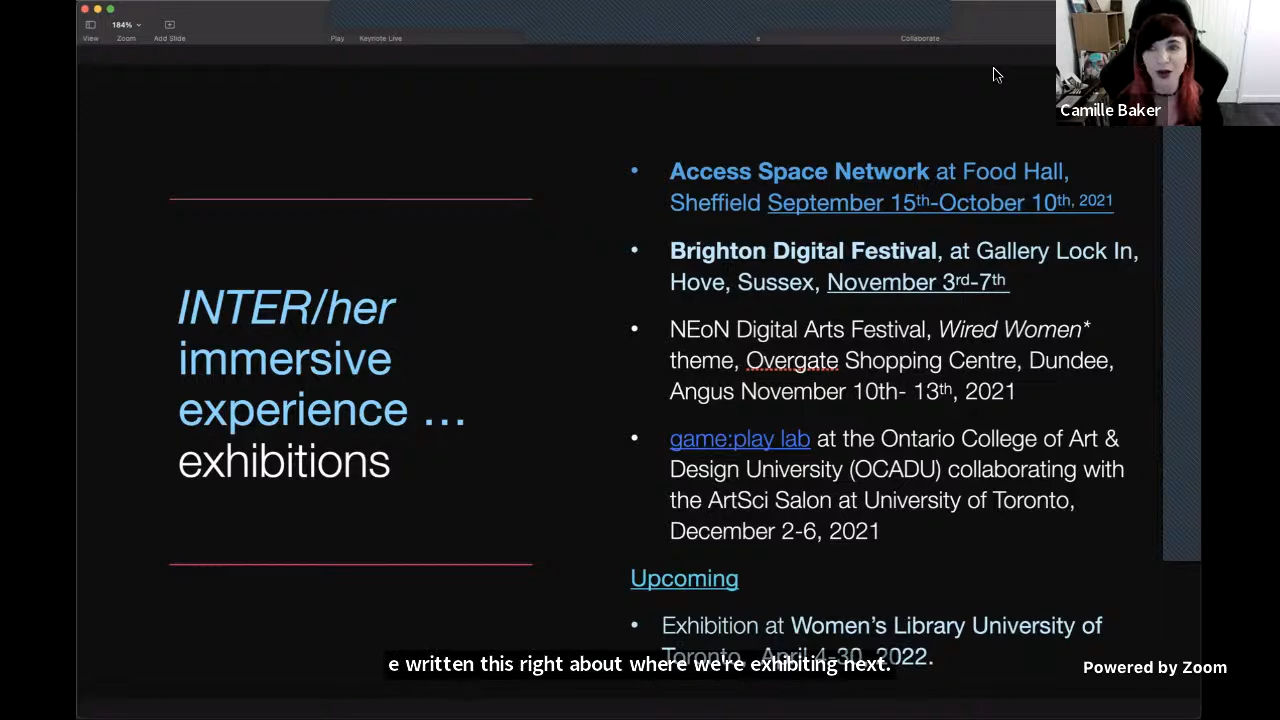 184%
View
Zoom
Add Slide
Play
Keynote Live
e
Collaborate
Camille Baker
INTER/her
immersive
experience …
exhibitions
• Access Space Network at Food Hall,
Sheffield September 15th-October 10th, 2021
• Brighton Digital Festival, at Gallery Lock In,
Hove, Sussex, November 3rd-7th
• NEoN Digital Arts Festival, Wired Women*
theme, Overgate Shopping Centre, Dundee,
Angus November 10th- 13th, 2021
• game:play lab at the Ontario College of Art &
Design University (OCADU) collaborating with
the ArtSci Salon at University of Toronto,
December 2-6, 2021
Upcoming
• Exhibition at Women's Library University of
Toronto, April 4-30, 2022.
e written this right about where we're exhibiting next.
Powered by Zoom